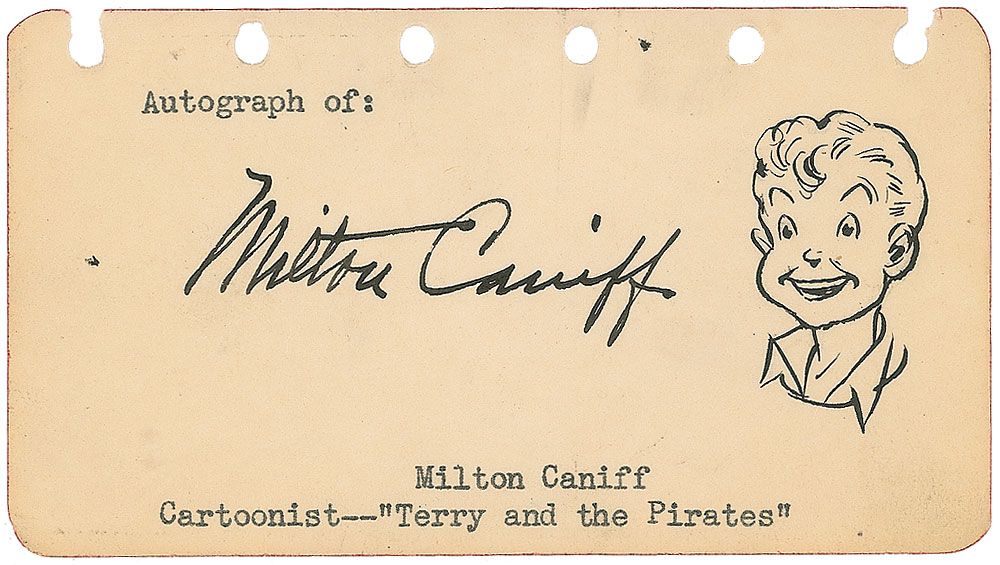 Autograph of:
Milton Caniff
Milton Caniff
Cartoonist--"Terry and the Pirates"